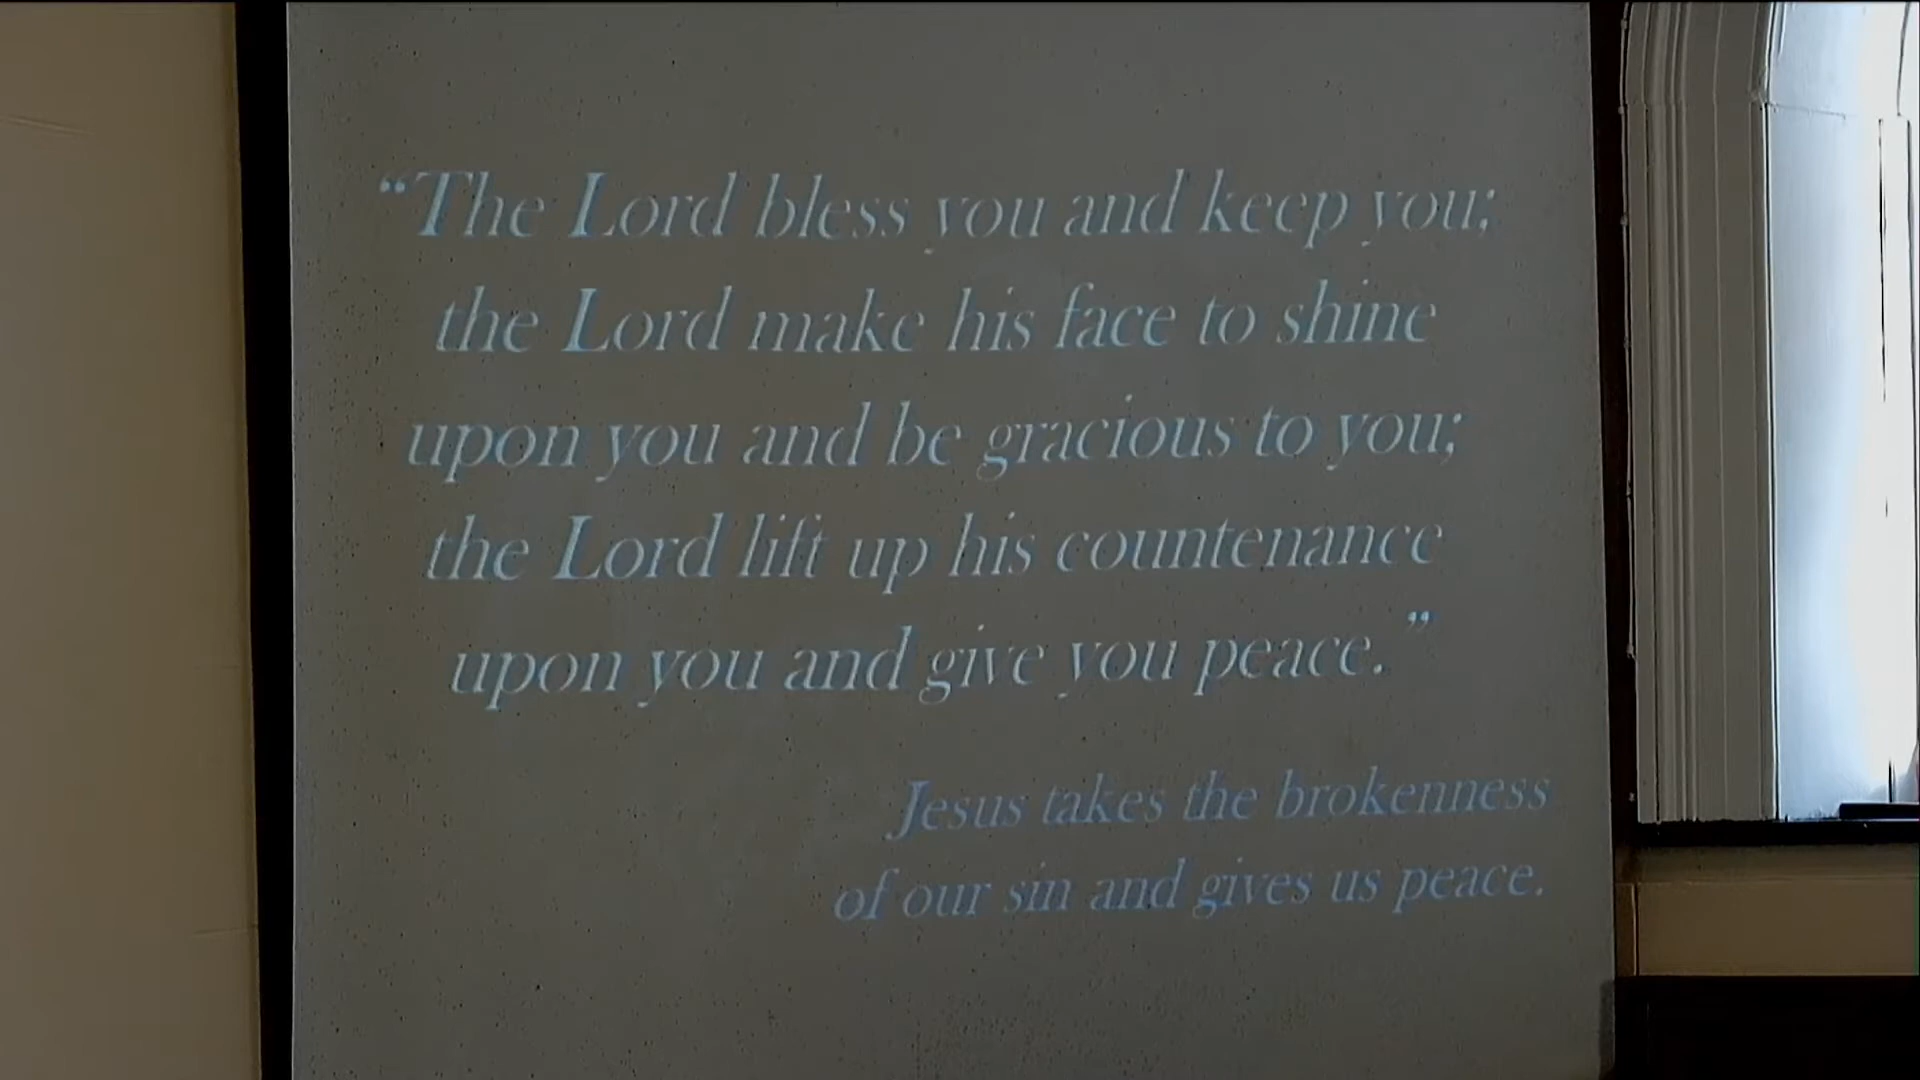 “The Lord bless you and keep you;
the Lord make his face to shine
upon you and be gracious to you;
the Lord lift up his countenance
upon you and give you peace.”
Jesus takes the brokenness
of our sin and gives us peace.